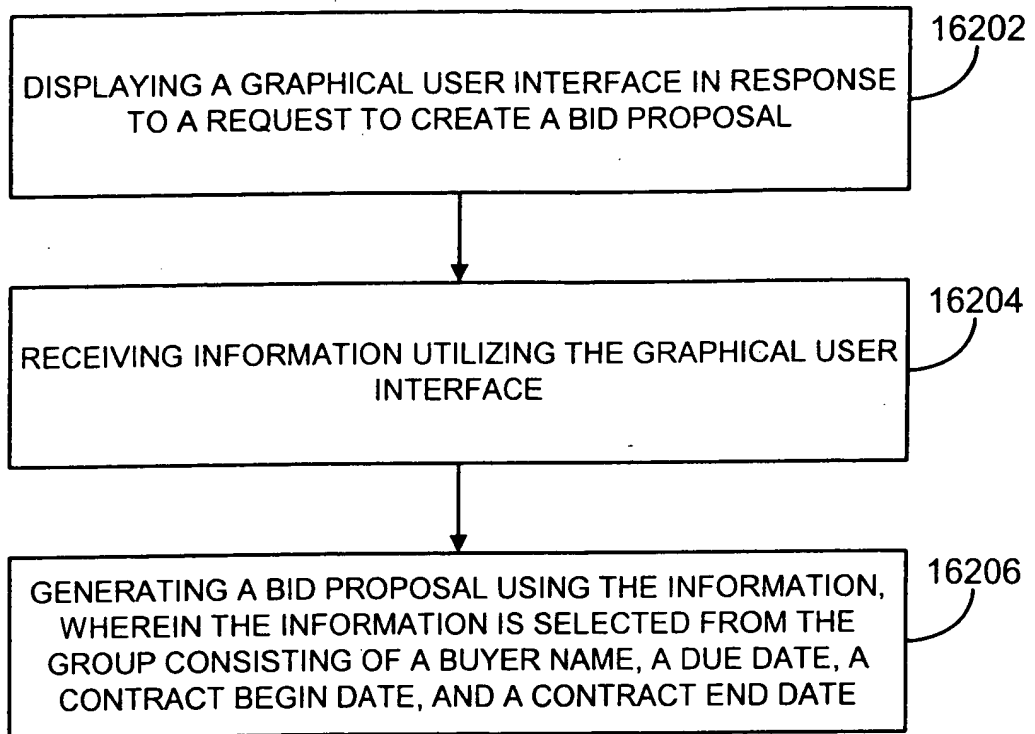 16202
DISPLAYING A GRAPHICAL USER INTERFACE IN RESPONSE
TO A REQUEST TO CREATE A BID PROPOSAL
16204
RECEIVING INFORMATION UTILIZING THE GRAPHICAL USER
INTERFACE
16206
GENERATING A BID PROPOSAL USING THE INFORMATION,
WHEREIN THE INFORMATION IS SELECTED FROM THE
GROUP CONSISTING OF A BUYER NAME, A DUE DATE, A
CONTRACT BEGIN DATE, AND A CONTRACT END DATE